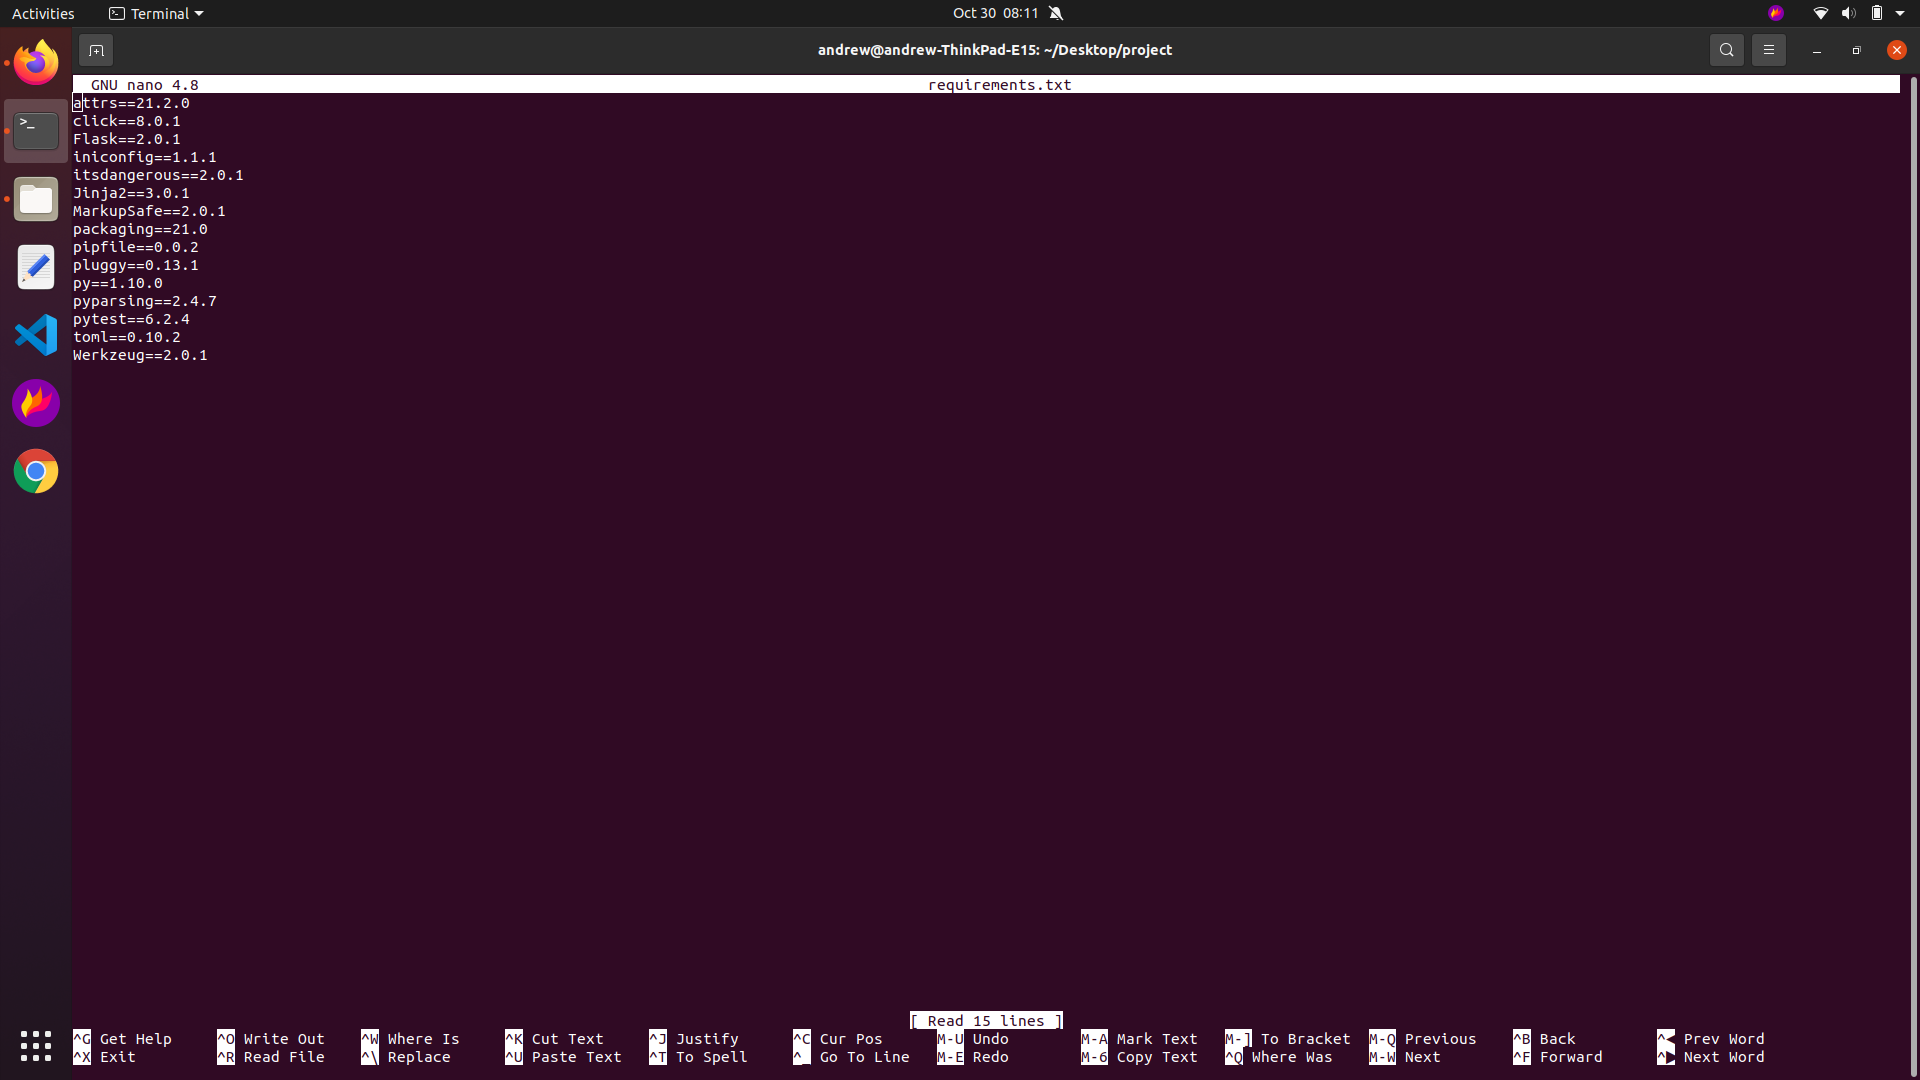 Activities Terminal Oct 30 08:11
andrew@andrew-ThinkPad-E15: ~/Desktop/project
GNU nano 4.8 requirements.txt
attrs==21.2.0
click==8.0.1
Flask==2.0.1
iniconfig==1.1.1
itsdangerous==2.0.1
Jinja2==3.0.1
MarkupSafe==2.0.1
packaging==21.0
pipfile==0.0.2
pluggy==0.13.1
py==1.10.0
pyparsing==2.4.7
pytest==6.2.4
toml==0.10.2
Werkzeug==2.0.1
[ Read 15 lines ]
^G Get Help ^O Write Out ^W Where Is ^K Cut Text ^J Justify ^C Cur Pos M-U Undo M-A Mark Text M-] To Bracket M-Q Previous ^B Back ^◀ Prev Word
^X Exit ^R Read File ^\ Replace ^U Paste Text ^T To Spell ^_ Go To Line M-E Redo M-6 Copy Text ^Q Where Was M-W Next ^F Forward ^▶ Next Word